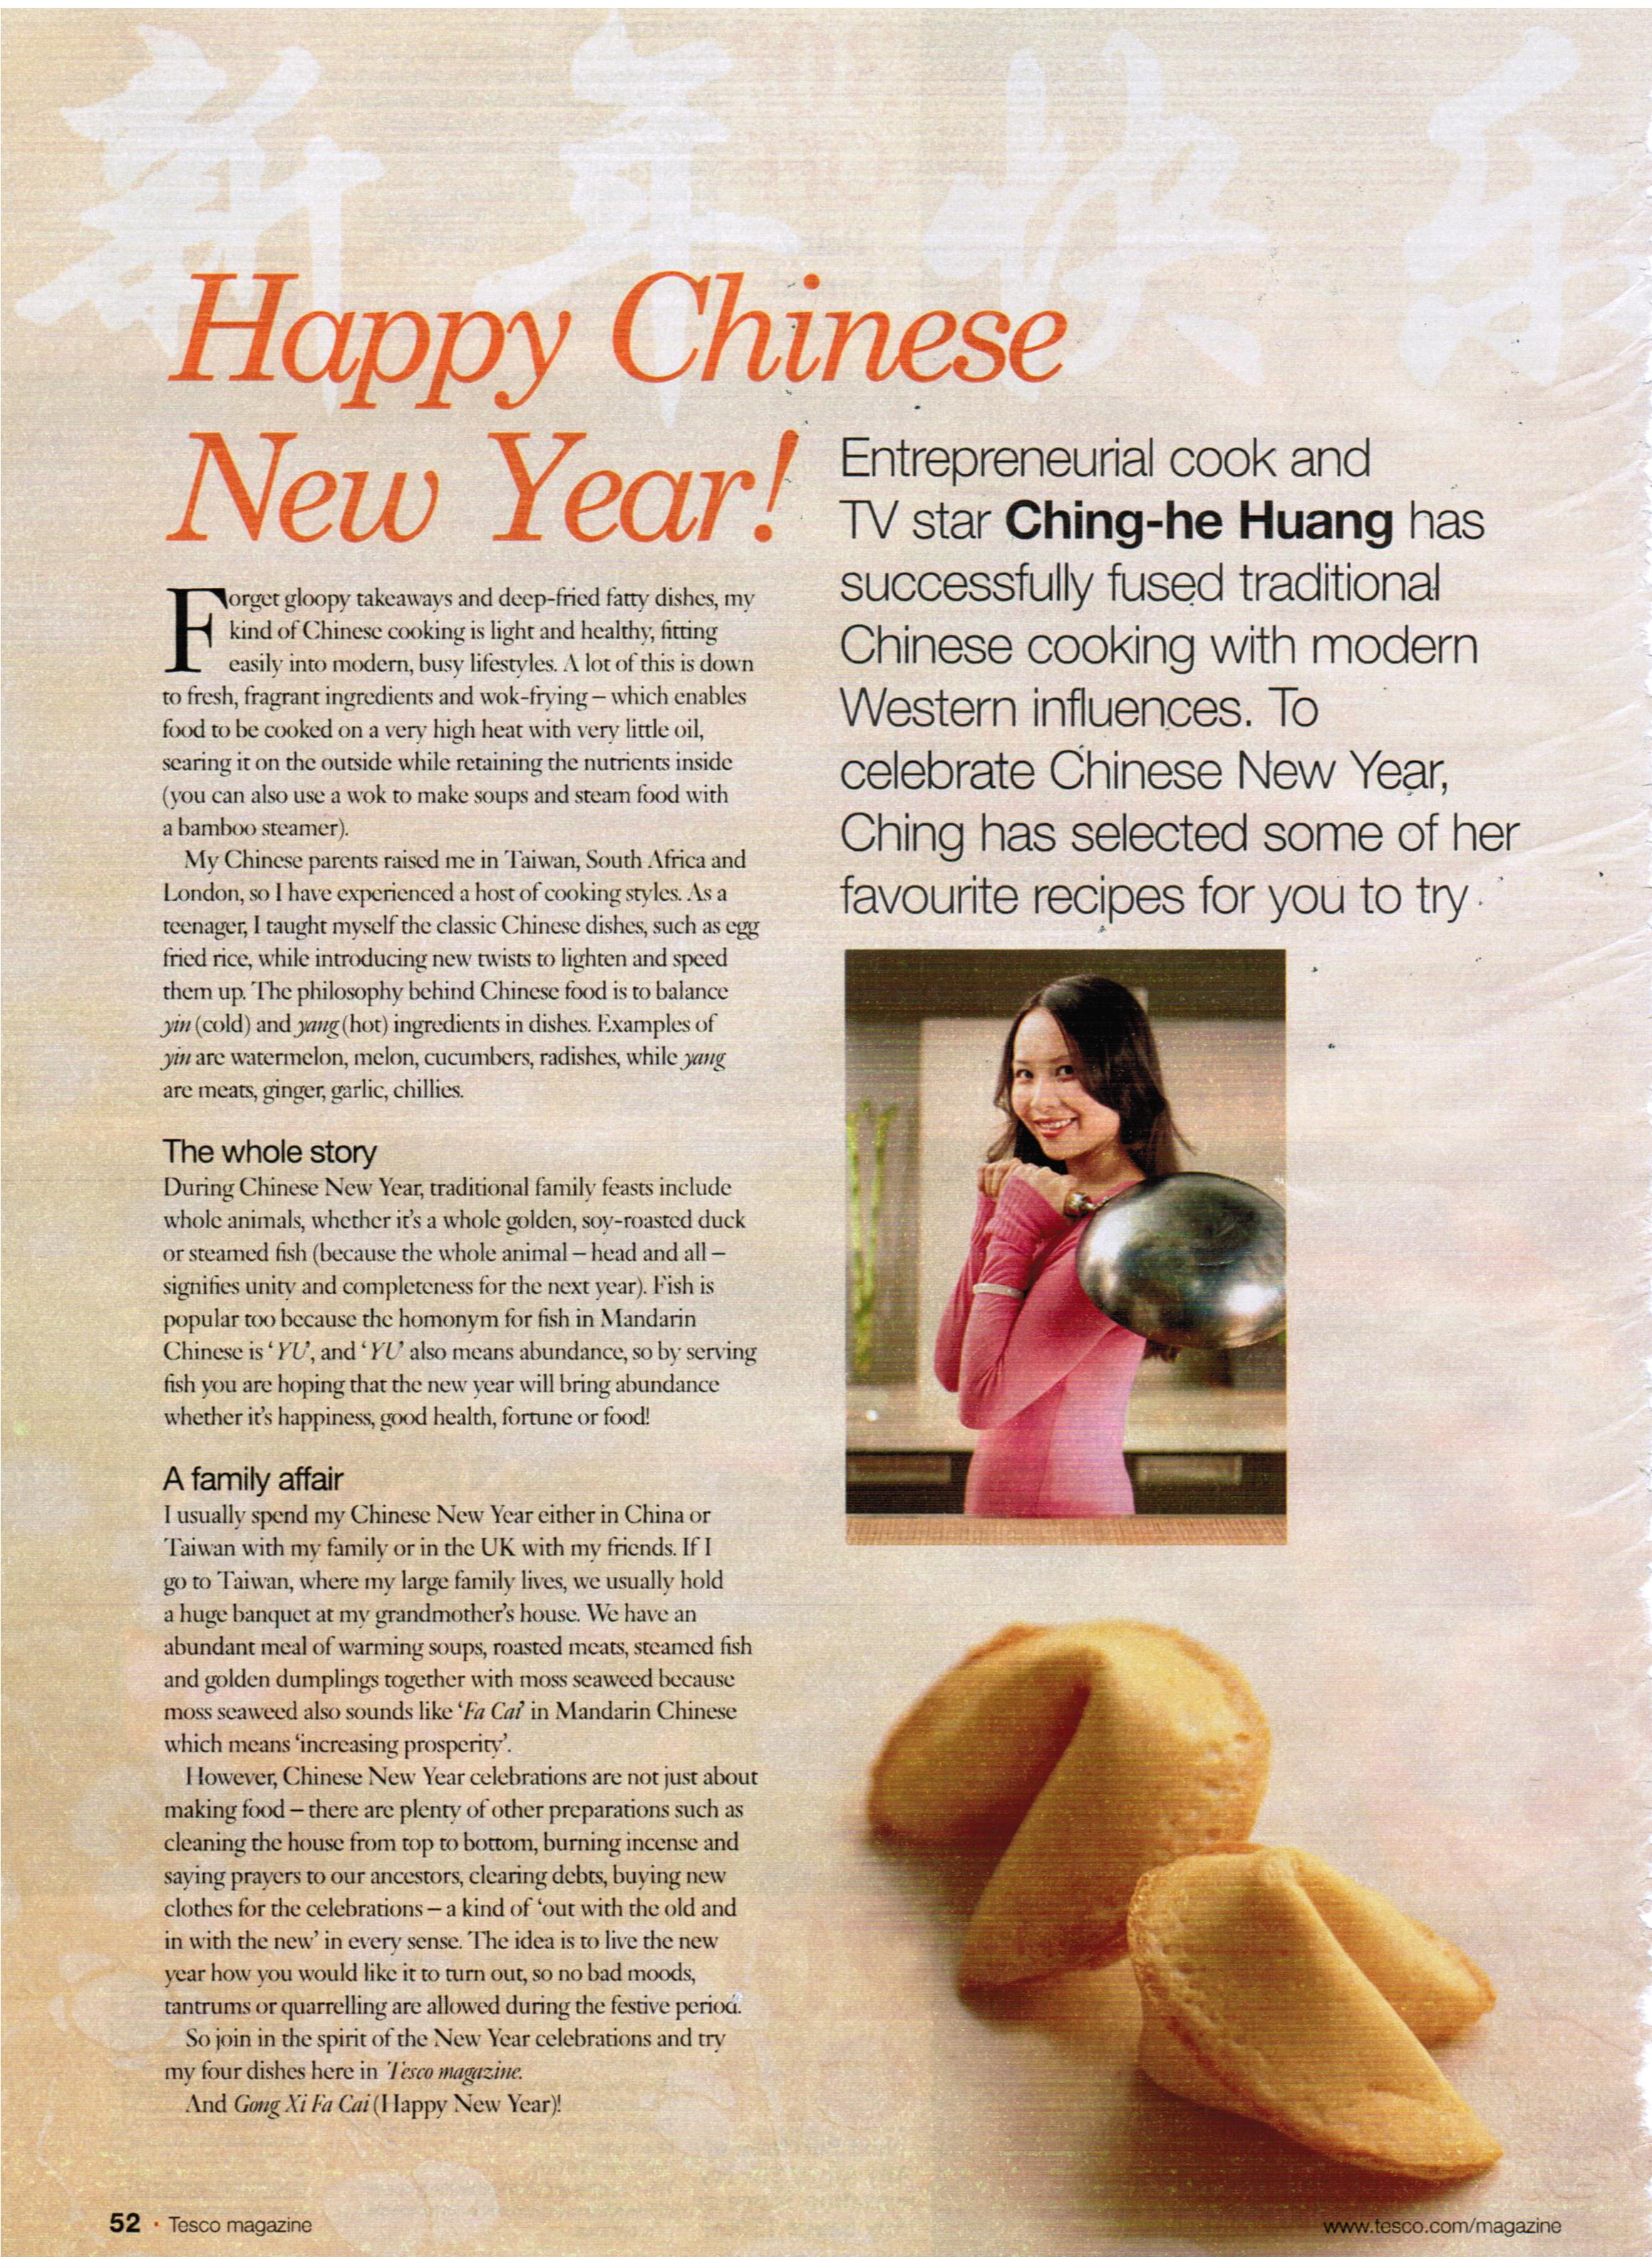 新年快乐
Happy Chinese
New Year!
Entrepreneurial cook and
TV star Ching-he Huang has
successfully fused traditional
Chinese cooking with modern
Western influences. To
celebrate Chinese New Year,
Ching has selected some of her
favourite recipes for you to try.
Forget gloopy takeaways and deep-fried fatty dishes, my
kind of Chinese cooking is light and healthy, fitting
easily into modern, busy lifestyles. A lot of this is down
to fresh, fragrant ingredients and wok-frying – which enables
food to be cooked on a very high heat with very little oil,
searing it on the outside while retaining the nutrients inside
(you can also use a wok to make soups and steam food with
a bamboo steamer).
My Chinese parents raised me in Taiwan, South Africa and
London, so I have experienced a host of cooking styles. As a
teenager, I taught myself the classic Chinese dishes, such as egg
fried rice, while introducing new twists to lighten and speed
them up. The philosophy behind Chinese food is to balance
yin (cold) and yang (hot) ingredients in dishes. Examples of
yin are watermelon, melon, cucumbers, radishes, while yang
are meats, ginger, garlic, chillies.
The whole story
During Chinese New Year, traditional family feasts include
whole animals, whether it's a whole golden, soy-roasted duck
or steamed fish (because the whole animal – head and all –
signifies unity and completeness for the next year). Fish is
popular too because the homonym for fish in Mandarin
Chinese is 'YU', and 'YU' also means abundance, so by serving
fish you are hoping that the new year will bring abundance
whether it's happiness, good health, fortune or food!
A family affair
I usually spend my Chinese New Year either in China or
Taiwan with my family or in the UK with my friends. If I
go to Taiwan, where my large family lives, we usually hold
a huge banquet at my grandmother's house. We have an
abundant meal of warming soups, roasted meats, steamed fish
and golden dumplings together with moss seaweed because
moss seaweed also sounds like 'Fa Cai' in Mandarin Chinese
which means 'increasing prosperity'.
However, Chinese New Year celebrations are not just about
making food – there are plenty of other preparations such as
cleaning the house from top to bottom, burning incense and
saying prayers to our ancestors, clearing debts, buying new
clothes for the celebrations – a kind of 'out with the old and
in with the new' in every sense. The idea is to live the new
year how you would like it to turn out, so no bad moods,
tantrums or quarrelling are allowed during the festive period.
So join in the spirit of the New Year celebrations and try
my four dishes here in Tesco magazine.
And Gong Xi Fa Cai (Happy New Year)!
52 · Tesco magazine
www.tesco.com/magazine